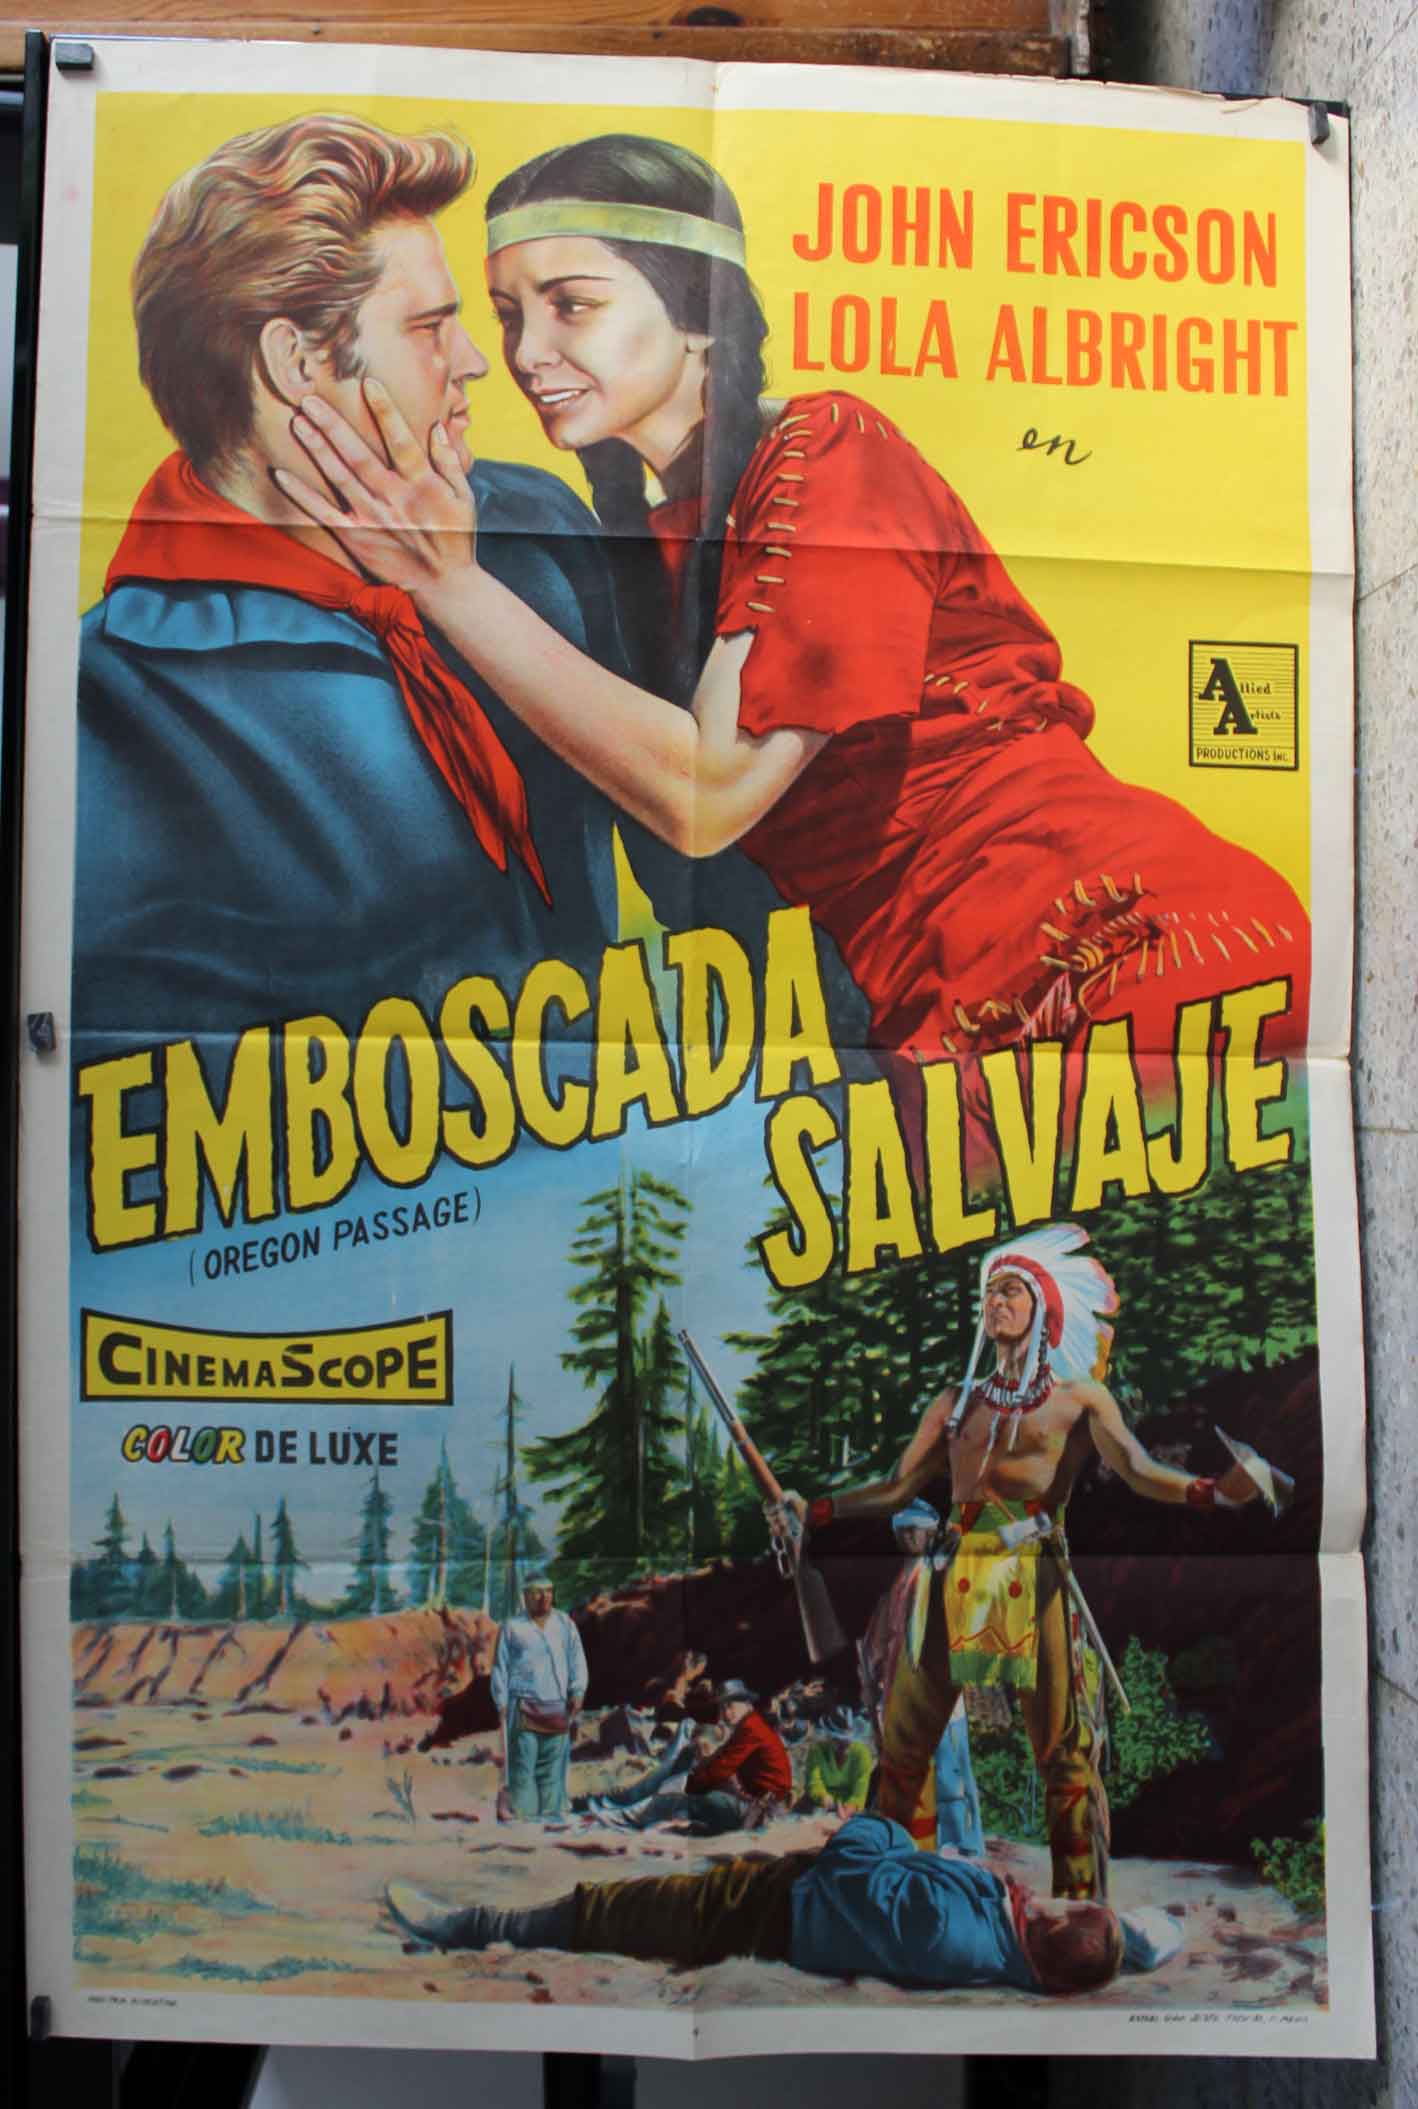 JOHN ERICSON
LOLA ALBRIGHT
en
Allied
Artists
PRODUCTIONS INC.
EMBOSCADA
SALVAJE
(OREGON PASSAGE)
CINEMASCOPE
COLOR DE LUXE